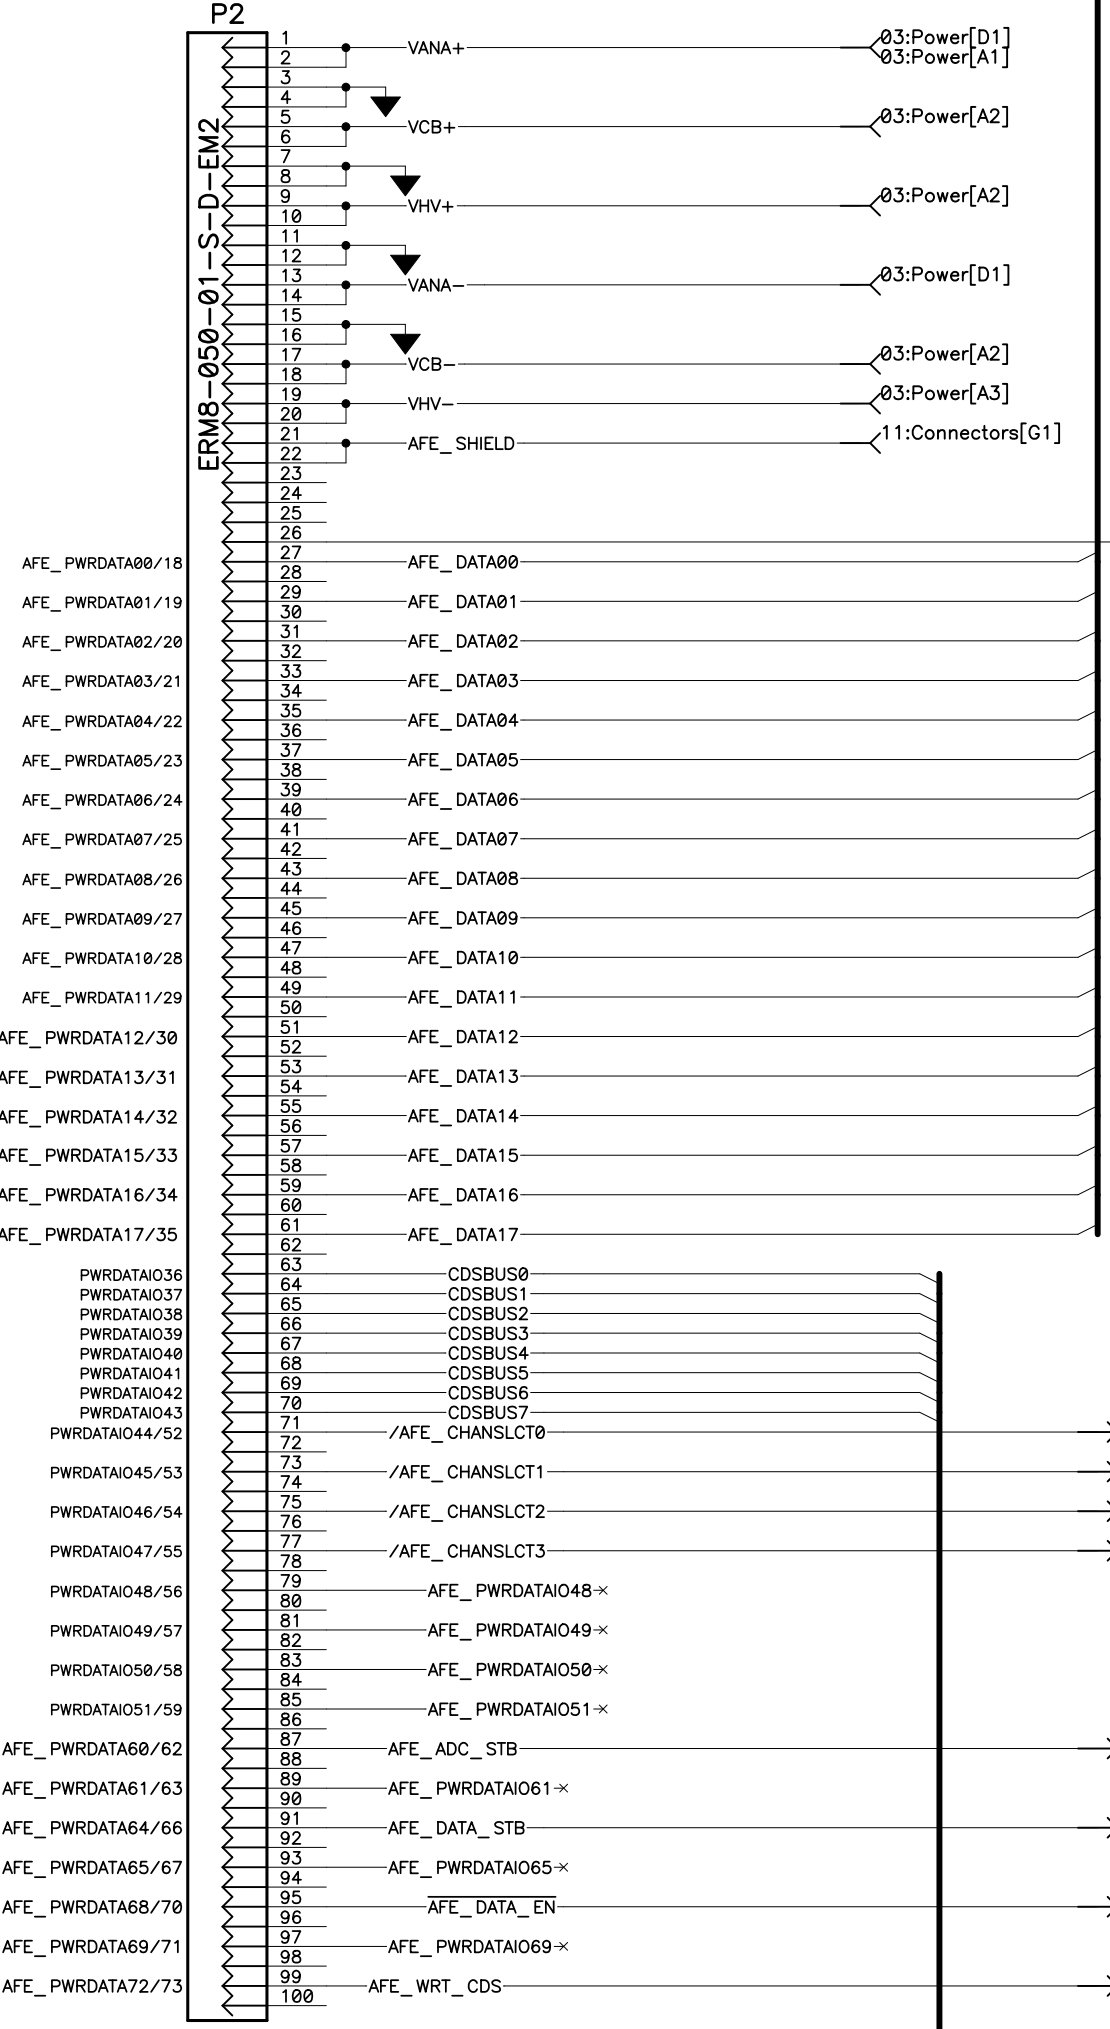 P2
ERM8-050-01-S-D-EM2
1 VANA+ 03:Power[D1]
2 03:Power[A1]
3
4
5 VCB+ 03:Power[A2]
6
7
8
9 VHV+ 03:Power[A2]
10
11
12
13 VANA- 03:Power[D1]
14
15
16
17 VCB- 03:Power[A2]
18
19 VHV- 03:Power[A3]
20
21 AFE_SHIELD 11:Connectors[G1]
22
23
24
25
26
AFE_PWRDATA00/18 27 AFE_DATA00
28
AFE_PWRDATA01/19 29 AFE_DATA01
30
AFE_PWRDATA02/20 31 AFE_DATA02
32
AFE_PWRDATA03/21 33 AFE_DATA03
34
AFE_PWRDATA04/22 35 AFE_DATA04
36
AFE_PWRDATA05/23 37 AFE_DATA05
38
AFE_PWRDATA06/24 39 AFE_DATA06
40
AFE_PWRDATA07/25 41 AFE_DATA07
42
AFE_PWRDATA08/26 43 AFE_DATA08
44
AFE_PWRDATA09/27 45 AFE_DATA09
46
AFE_PWRDATA10/28 47 AFE_DATA10
48
AFE_PWRDATA11/29 49 AFE_DATA11
50
AFE_PWRDATA12/30 51 AFE_DATA12
52
AFE_PWRDATA13/31 53 AFE_DATA13
54
AFE_PWRDATA14/32 55 AFE_DATA14
56
AFE_PWRDATA15/33 57 AFE_DATA15
58
AFE_PWRDATA16/34 59 AFE_DATA16
60
AFE_PWRDATA17/35 61 AFE_DATA17
62
PWRDATAIO36 63 CDSBUS0
PWRDATAIO37 64 CDSBUS1
PWRDATAIO38 65 CDSBUS2
PWRDATAIO39 66 CDSBUS3
PWRDATAIO40 67 CDSBUS4
PWRDATAIO41 68 CDSBUS5
PWRDATAIO42 69 CDSBUS6
PWRDATAIO43 70 CDSBUS7
PWRDATAIO44/52 71 /AFE_CHANSLCT0
72
PWRDATAIO45/53 73 /AFE_CHANSLCT1
74
PWRDATAIO46/54 75 /AFE_CHANSLCT2
76
PWRDATAIO47/55 77 /AFE_CHANSLCT3
78
PWRDATAIO48/56 79 AFE_PWRDATAIO48
80
PWRDATAIO49/57 81 AFE_PWRDATAIO49
82
PWRDATAIO50/58 83 AFE_PWRDATAIO50
84
PWRDATAIO51/59 85 AFE_PWRDATAIO51
86
AFE_PWRDATA60/62 87 AFE_ADC_STB
88
AFE_PWRDATA61/63 89 AFE_PWRDATAIO61
90
AFE_PWRDATA64/66 91 AFE_DATA_STB
92
AFE_PWRDATA65/67 93 AFE_PWRDATAIO65
94
AFE_PWRDATA68/70 95 AFE_DATA_EN
96
AFE_PWRDATA69/71 97 AFE_PWRDATAIO69
98
AFE_PWRDATA72/73 99 AFE_WRT_CDS
100